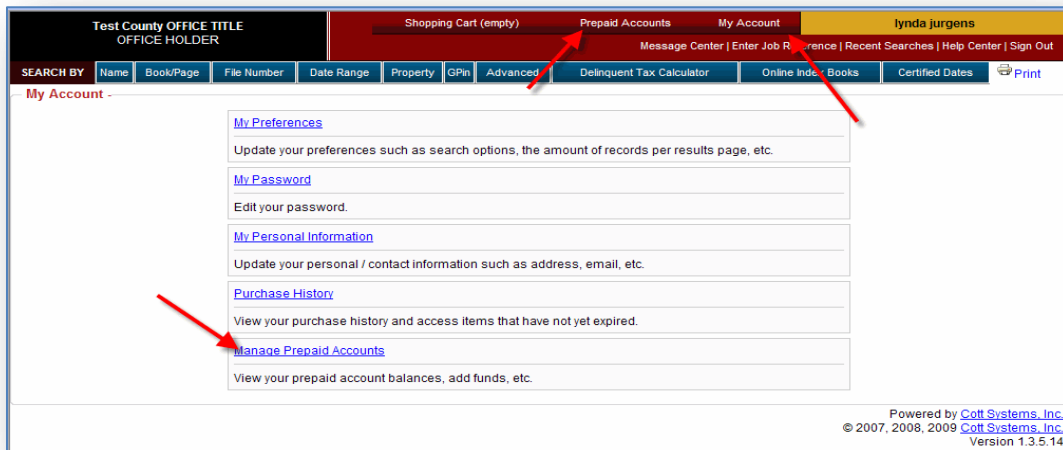 Test County OFFICE TITLE
OFFICE HOLDER
Shopping Cart (empty) Prepaid Accounts My Account lynda jurgens
Message Center | Enter Job Reference | Recent Searches | Help Center | Sign Out
SEARCH BY Name Book/Page File Number Date Range Property GPin Advanced Delinquent Tax Calculator Online Index Books Certified Dates Print
My Account -
My Preferences
Update your preferences such as search options, the amount of records per results page, etc.
My Password
Edit your password.
My Personal Information
Update your personal / contact information such as address, email, etc.
Purchase History
View your purchase history and access items that have not yet expired.
Manage Prepaid Accounts
View your prepaid account balances, add funds, etc.
Powered by Cott Systems, Inc.
© 2007, 2008, 2009 Cott Systems, Inc.
Version 1.3.5.14